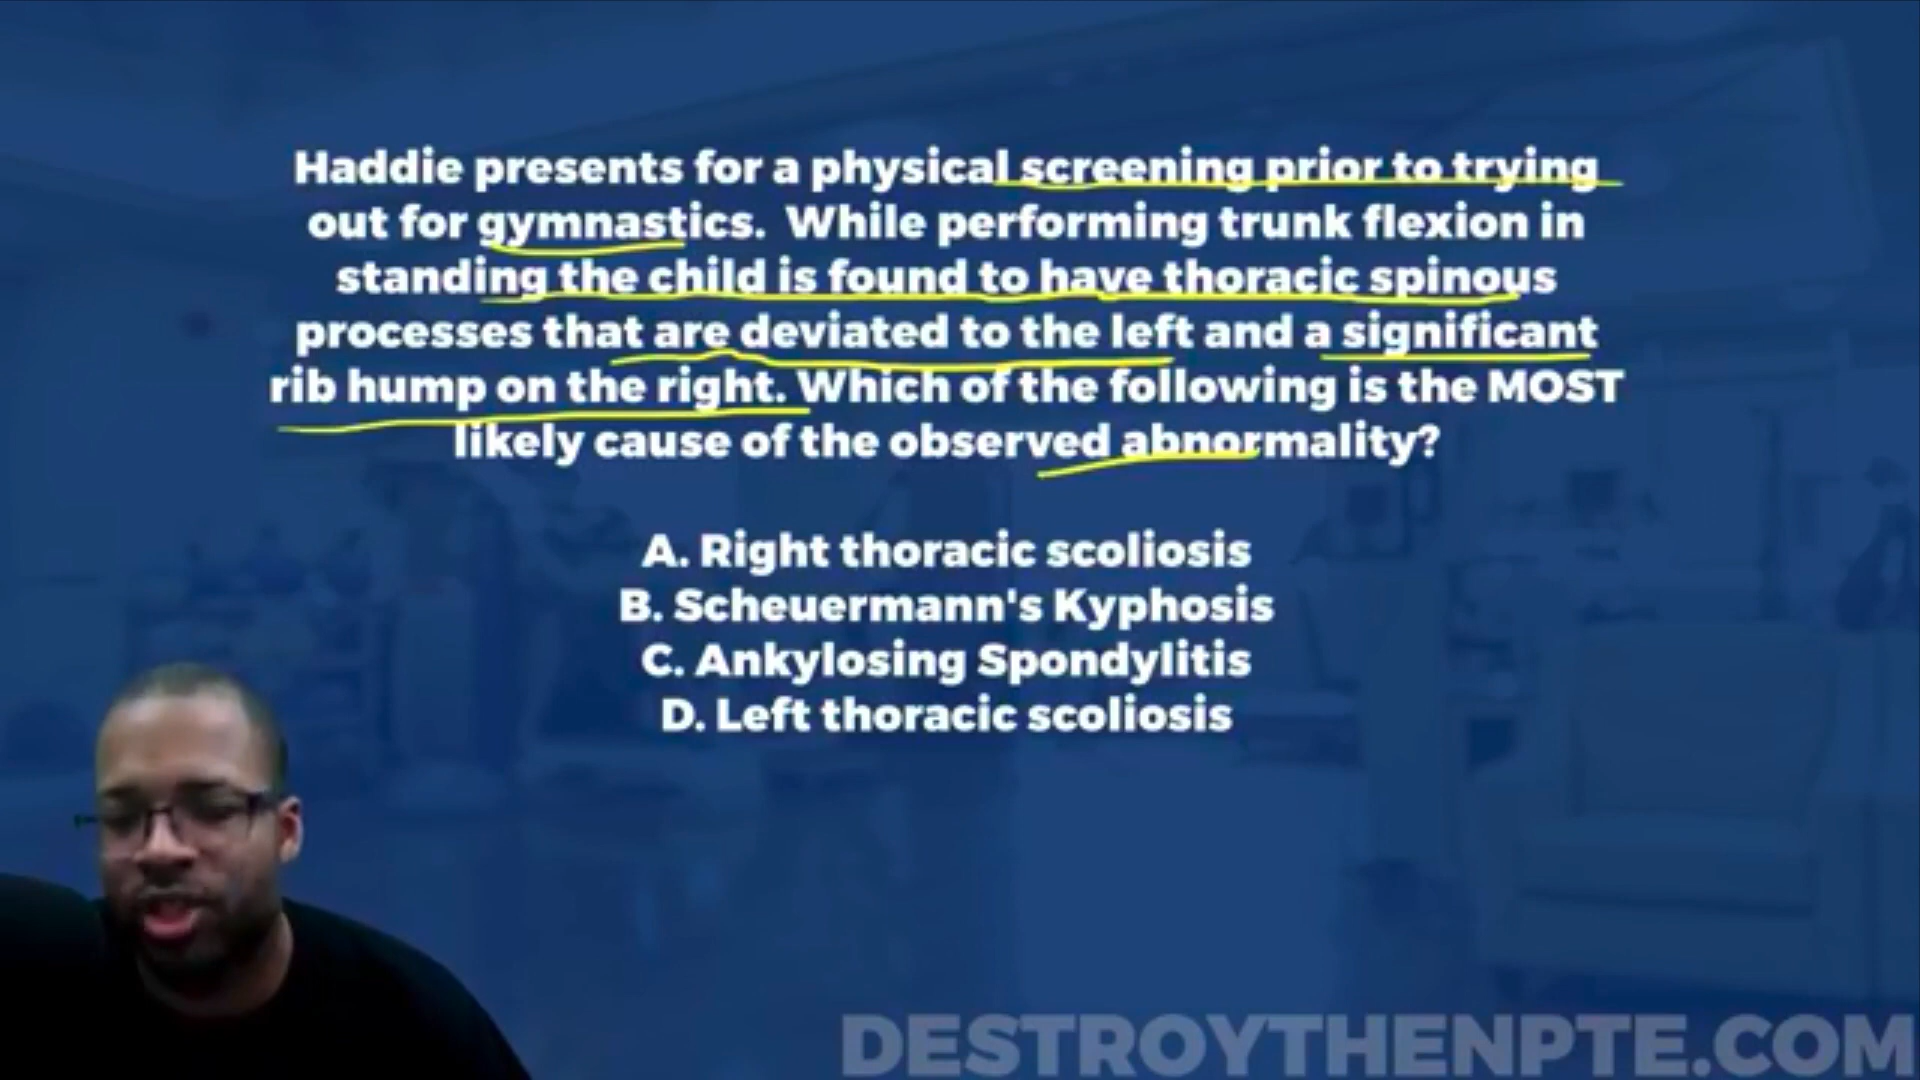 Haddie presents for a physical screening prior to trying
out for gymnastics. While performing trunk flexion in
standing the child is found to have thoracic spinous
processes that are deviated to the left and a significant
rib hump on the right. Which of the following is the MOST
likely cause of the observed abnormality?
A. Right thoracic scoliosis
B. Scheuermann's Kyphosis
C. Ankylosing Spondylitis
D. Left thoracic scoliosis
DESTROYTHENPTE.COM